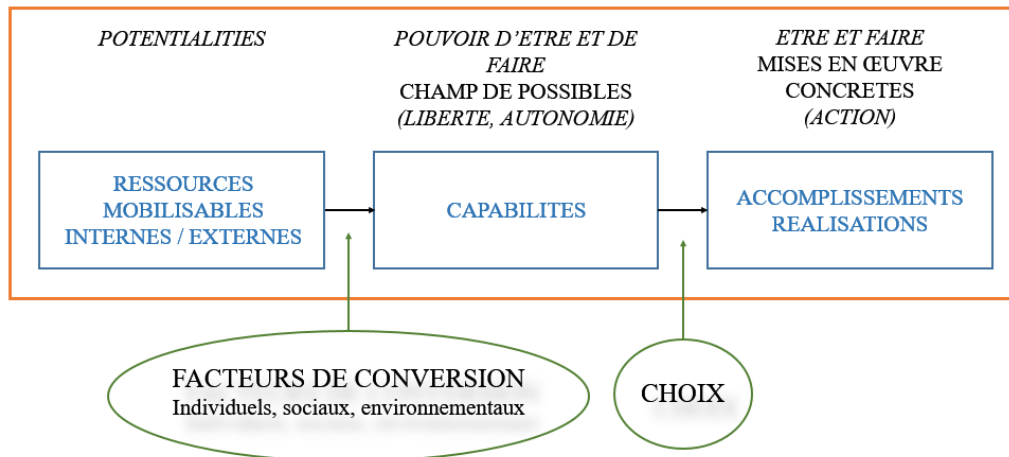 POTENTIALITIES
POUVOIR D'ETRE ET DE
FAIRE
CHAMP DE POSSIBLES
(LIBERTE, AUTONOMIE)
ETRE ET FAIRE
MISES EN ŒUVRE
CONCRETES
(ACTION)
RESSOURCES
MOBILISABLES
INTERNES / EXTERNES
CAPABILITES
ACCOMPLISSEMENTS
REALISATIONS
FACTEURS DE CONVERSION
Individuels, sociaux, environnementaux
CHOIX